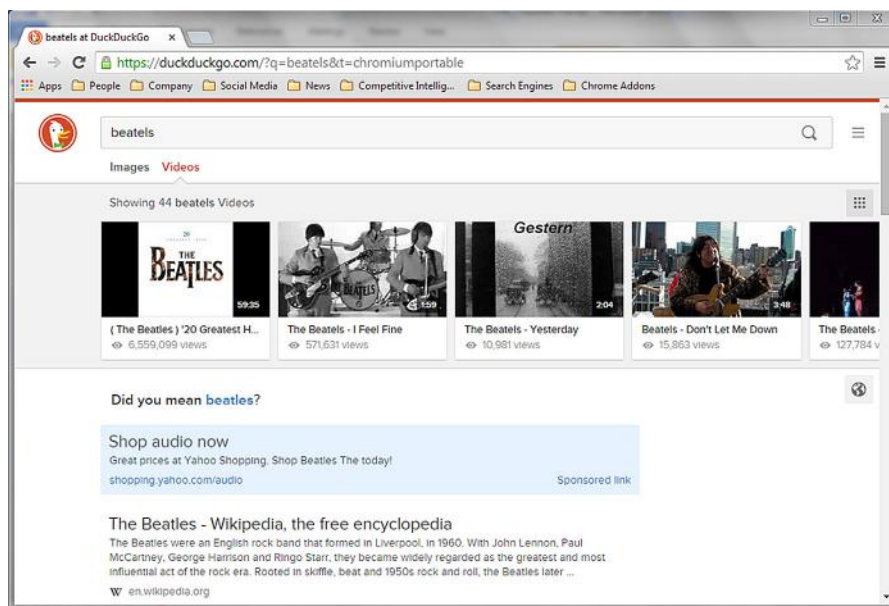 beatels at DuckDuckGo
https://duckduckgo.com/?q=beatels&t=chromiumportable
Apps People Company Social Media News Competitive Intellig... Search Engines Chrome Addons
beatels
Images Videos
Showing 44 beatels Videos
20
THE
BEATLES
59:35
BEATLES
1:59
Gestern
2:04
3:48
( The Beatles ) '20 Greatest H...
6,559,099 views
The Beatels - I Feel Fine
571,631 views
The Beatels - Yesterday
10,981 views
Beatels - Don't Let Me Down
15,863 views
The Beatels -
127,784 v
Did you mean beatles?
Shop audio now
Great prices at Yahoo Shopping. Shop Beatles The today!
shopping.yahoo.com/audio Sponsored link
The Beatles - Wikipedia, the free encyclopedia
The Beatles were an English rock band that formed in Liverpool, in 1960. With John Lennon, Paul
McCartney, George Harrison and Ringo Starr, they became widely regarded as the greatest and most
influential act of the rock era. Rooted in skiffle, beat and 1950s rock and roll, the Beatles later ...
W en.wikipedia.org